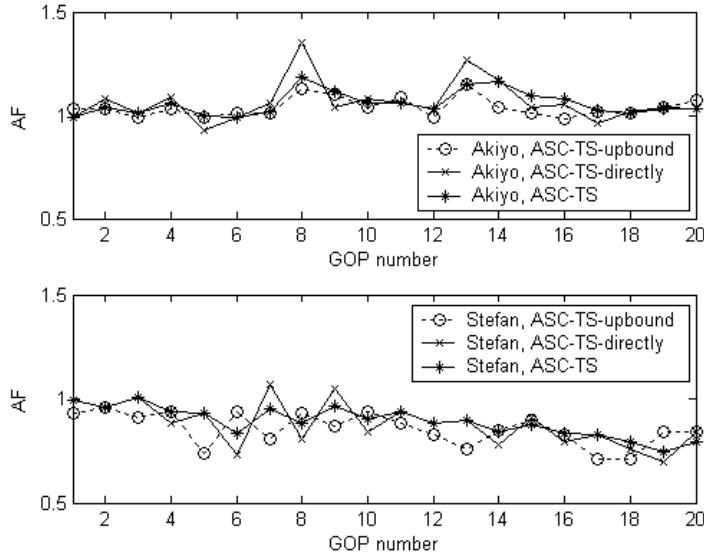 1.5
1
0.5
AF
Akiyo, ASC-TS-upbound
Akiyo, ASC-TS-directly
Akiyo, ASC-TS
2 4 6 8 10 12 14 16 18 20
GOP number
1.5
1
0.5
AF
Stefan, ASC-TS-upbound
Stefan, ASC-TS-directly
Stefan, ASC-TS
2 4 6 8 10 12 14 16 18 20
GOP number